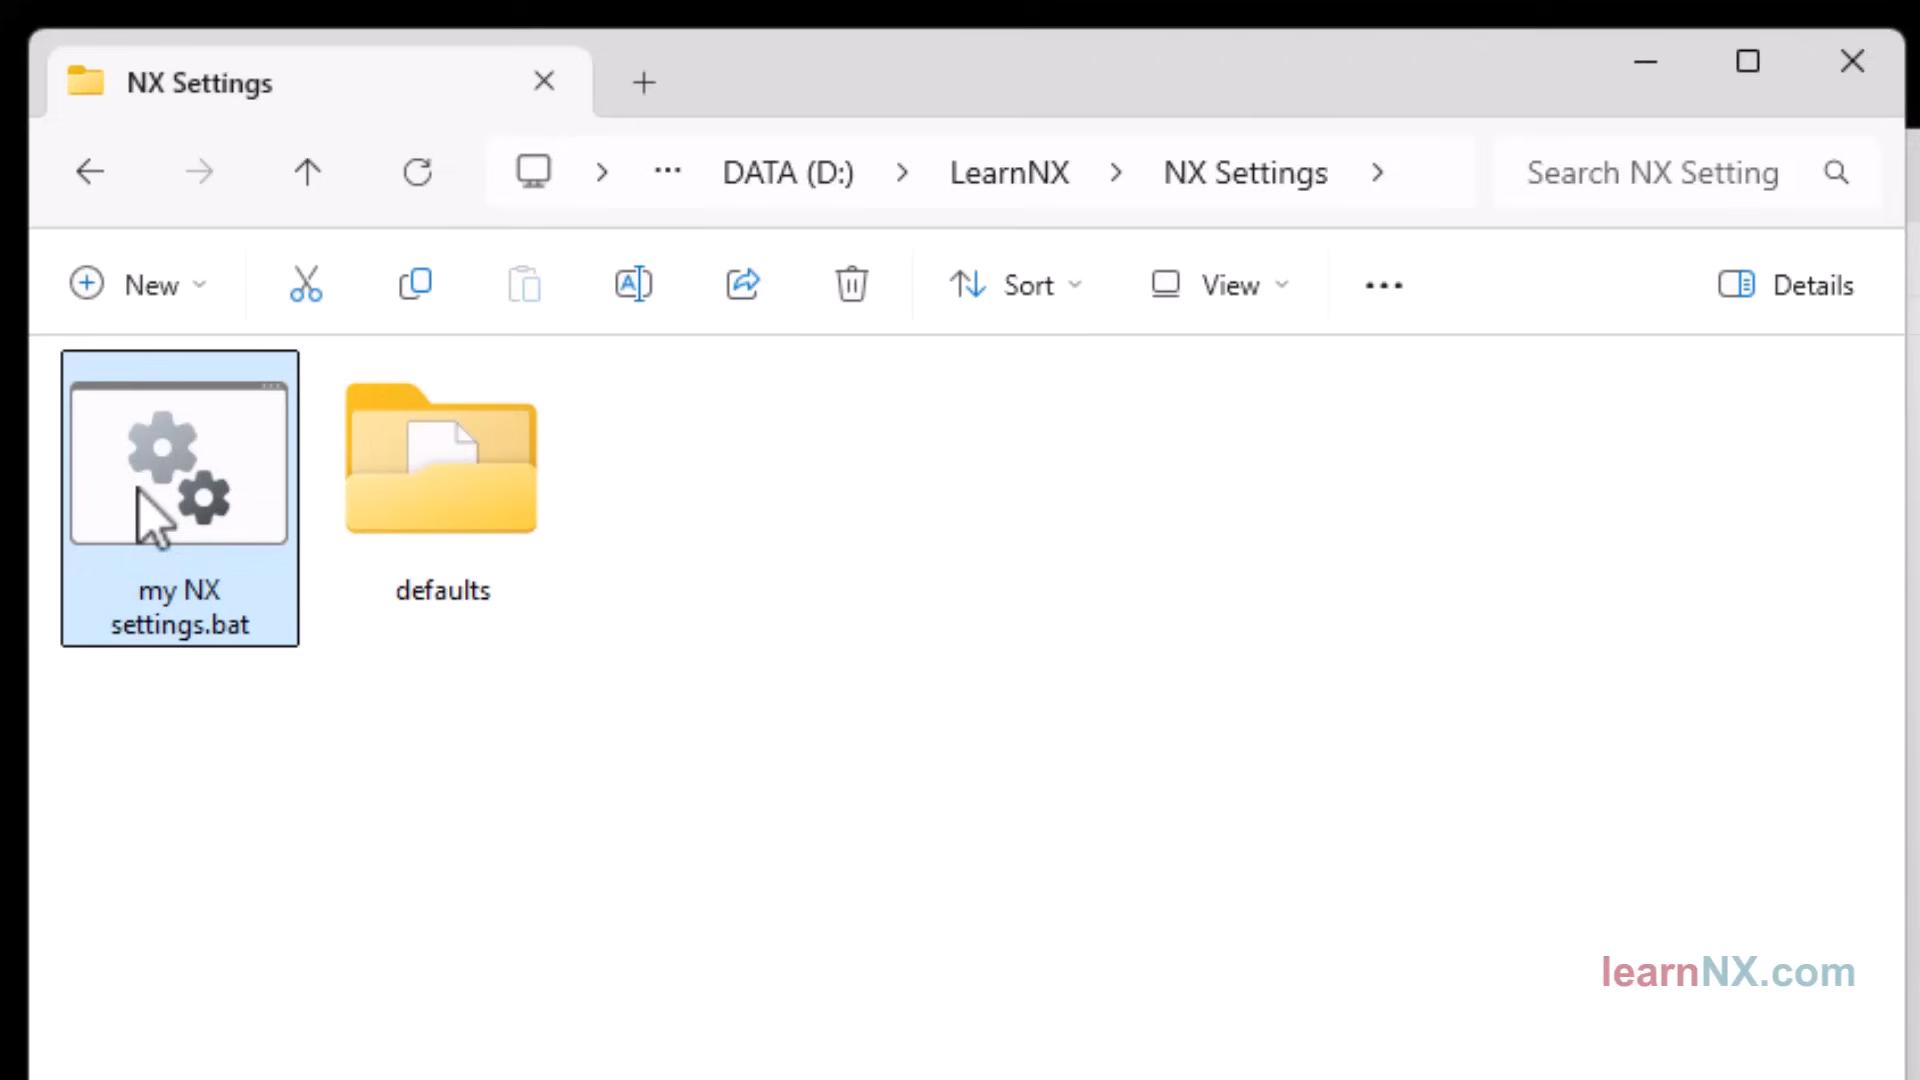 NX Settings
DATA (D:) LearnNX NX Settings
Search NX Setting
New Sort View Details
my NX
settings.bat
defaults
learnNX.com